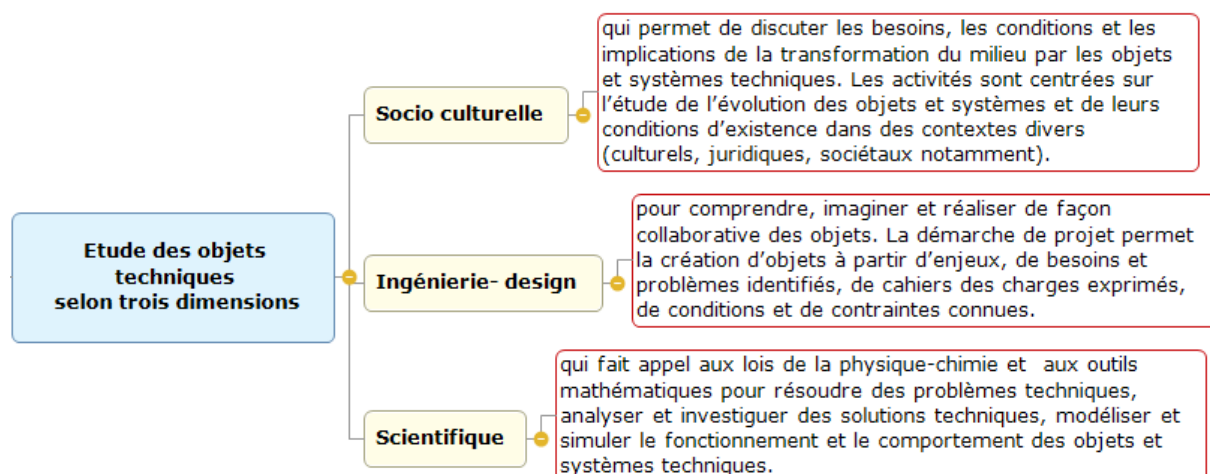 qui permet de discuter les besoins, les conditions et les
implications de la transformation du milieu par les objets
et systèmes techniques. Les activités sont centrées sur
l'étude de l'évolution des objets et systèmes et de leurs
conditions d'existence dans des contextes divers
(culturels, juridiques, sociétaux notamment).
Socio culturelle
Etude des objets
techniques
selon trois dimensions
pour comprendre, imaginer et réaliser de façon
collaborative des objets. La démarche de projet permet
la création d'objets à partir d'enjeux, de besoins et
problèmes identifiés, de cahiers des charges exprimés,
de conditions et de contraintes connues.
Ingénierie- design
qui fait appel aux lois de la physique-chimie et  aux outils
mathématiques pour résoudre des problèmes techniques,
analyser et investiguer des solutions techniques, modéliser et
simuler le fonctionnement et le comportement des objets et
systèmes techniques.
Scientifique